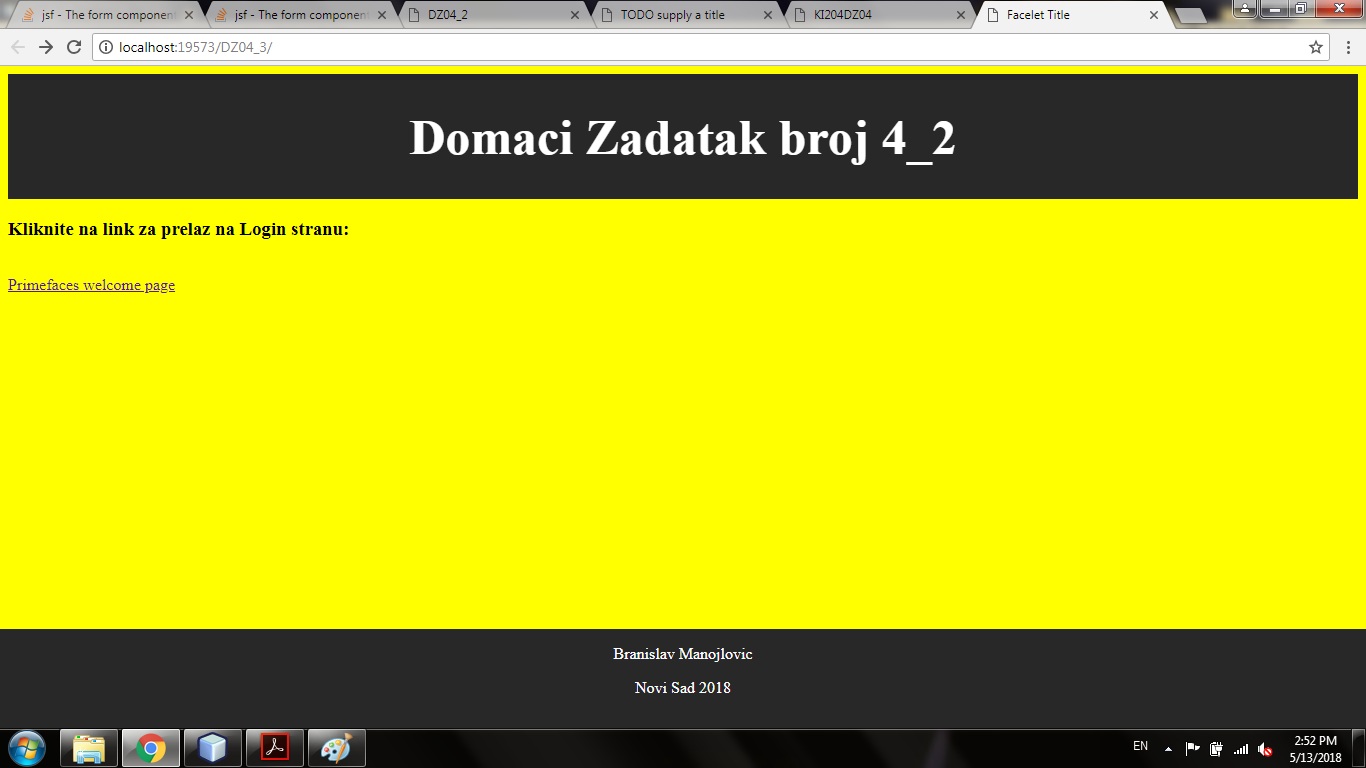 jsf - The form component
jsf - The form component
DZ04_2
TODO supply a title
KI204DZ04
Facelet Title
localhost:19573/DZ04_3/
Domaci Zadatak broj 4_2
Kliknite na link za prelaz na Login stranu:
Primefaces welcome page
Branislav Manojlovic
Novi Sad 2018
EN
2:52 PM
5/13/2018